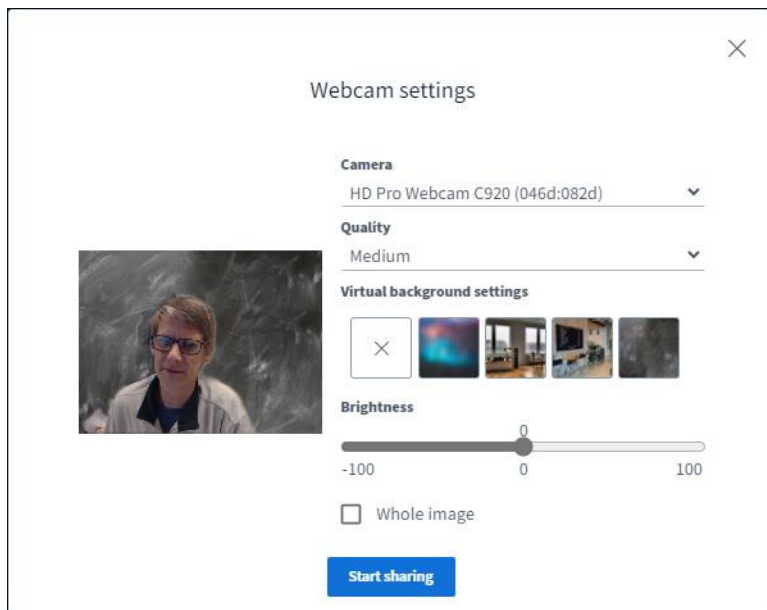 Webcam settings
Camera
HD Pro Webcam C920 (046d:082d)
Quality
Medium
Virtual background settings
Brightness
0
-100 0 100
Whole image
Start sharing